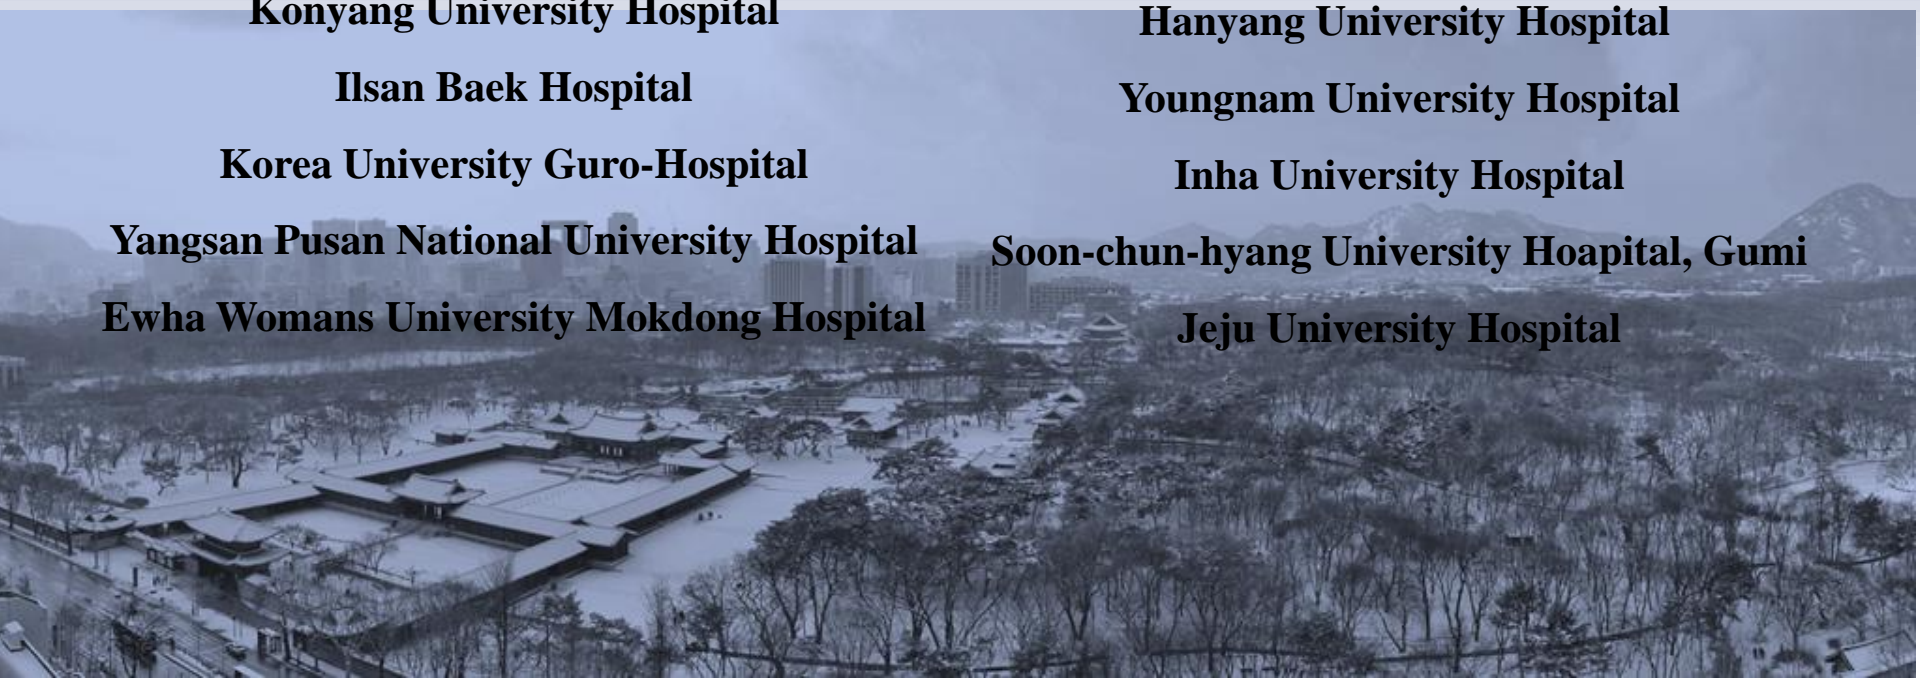 Konyang University Hospital
Ilsan Baek Hospital
Korea University Guro-Hospital
Yangsan Pusan National University Hospital
Ewha Womans University Mokdong Hospital
Hanyang University Hospital
Youngnam University Hospital
Inha University Hospital
Soon-chun-hyang University Hoapital, Gumi
Jeju University Hospital